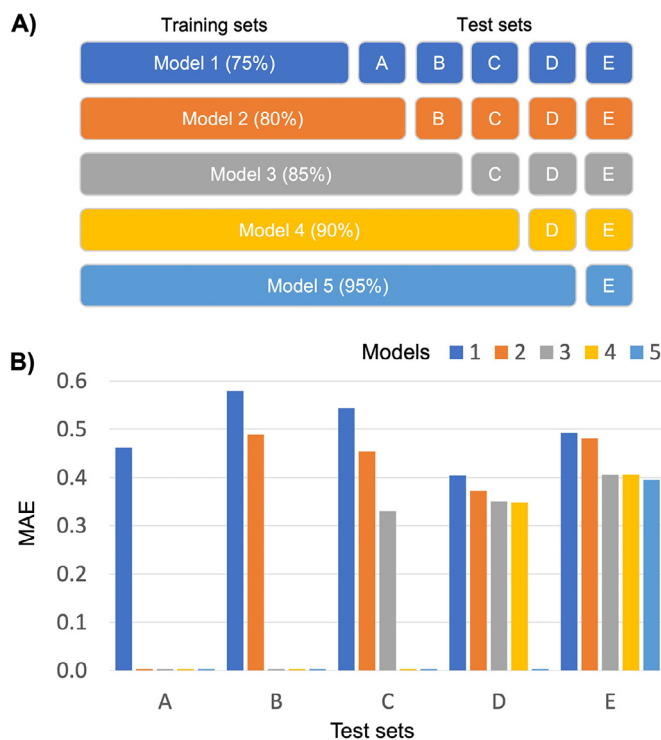 A) Training sets Test sets
Model 1 (75%) A B C D E
Model 2 (80%) B C D E
Model 3 (85%) C D E
Model 4 (90%) D E
Model 5 (95%) E
Models 1 2 3 4 5
B)
0.6
0.5
0.4
0.3
0.2
0.1
0.0
MAE
A B C D E
Test sets